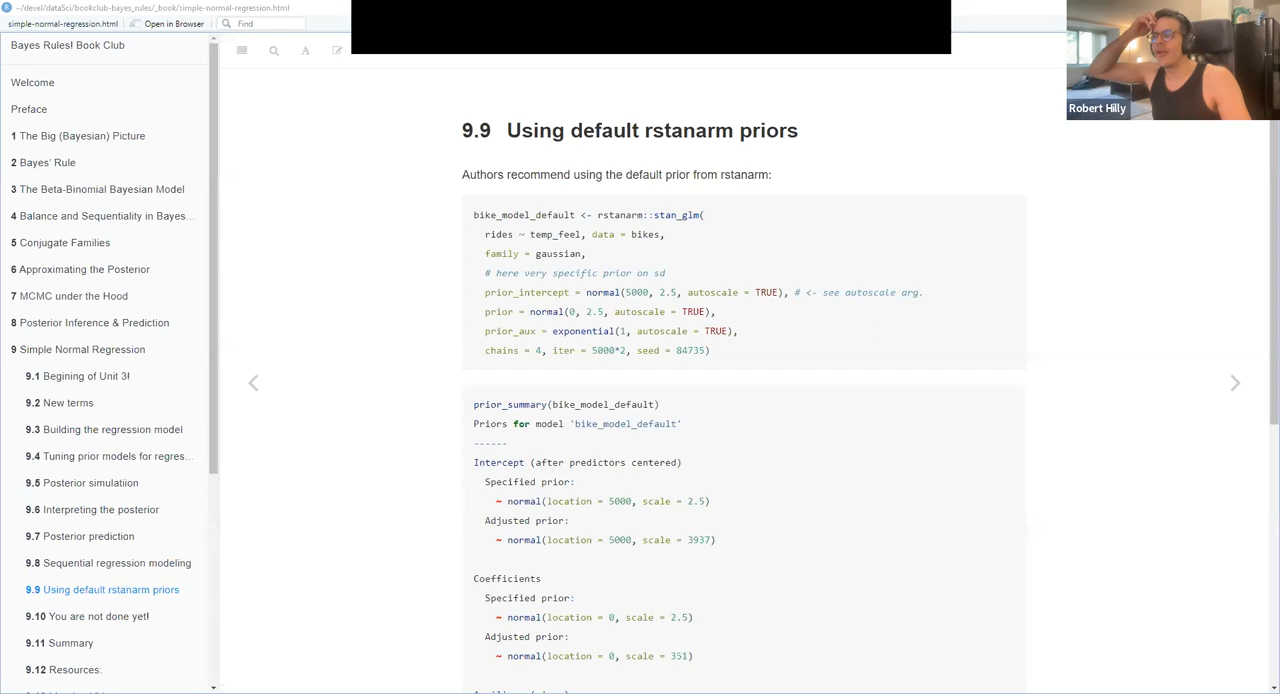 ~/devel/dataSci/bookclub-bayes_rules/_book/simple-normal-regression.html
simple-normal-regression.html
Open in Browser
Find
Bayes Rules! Book Club
Welcome
Preface
1 The Big (Bayesian) Picture
2 Bayes' Rule
3 The Beta-Binomial Bayesian Model
4 Balance and Sequentiality in Bayes...
5 Conjugate Families
6 Approximating the Posterior
7 MCMC under the Hood
8 Posterior Inference & Prediction
9 Simple Normal Regression
9.1 Begining of Unit 3!
9.2 New terms
9.3 Building the regression model
9.4 Tuning prior models for regres...
9.5 Posterior simulatiion
9.6 Interpreting the posterior
9.7 Posterior prediction
9.8 Sequential regression modeling
9.9 Using default rstanarm priors
9.10 You are not done yet!
9.11 Summary
9.12 Resources:
A
Robert Hilly
9.9 Using default rstanarm priors
Authors recommend using the default prior from rstanarm:
bike_model_default <- rstanarm::stan_glm(
rides ~ temp_feel, data = bikes,
family = gaussian,
# here very specific prior on sd
prior_intercept = normal(5000, 2.5, autoscale = TRUE), # <- see autoscale arg.
prior = normal(0, 2.5, autoscale = TRUE),
prior_aux = exponential(1, autoscale = TRUE),
chains = 4, iter = 5000*2, seed = 84735)
prior_summary(bike_model_default)
Priors for model 'bike_model_default'
------
Intercept (after predictors centered)
Specified prior:
~ normal(location = 5000, scale = 2.5)
Adjusted prior:
~ normal(location = 5000, scale = 3937)
Coefficients
Specified prior:
~ normal(location = 0, scale = 2.5)
Adjusted prior:
~ normal(location = 0, scale = 351)